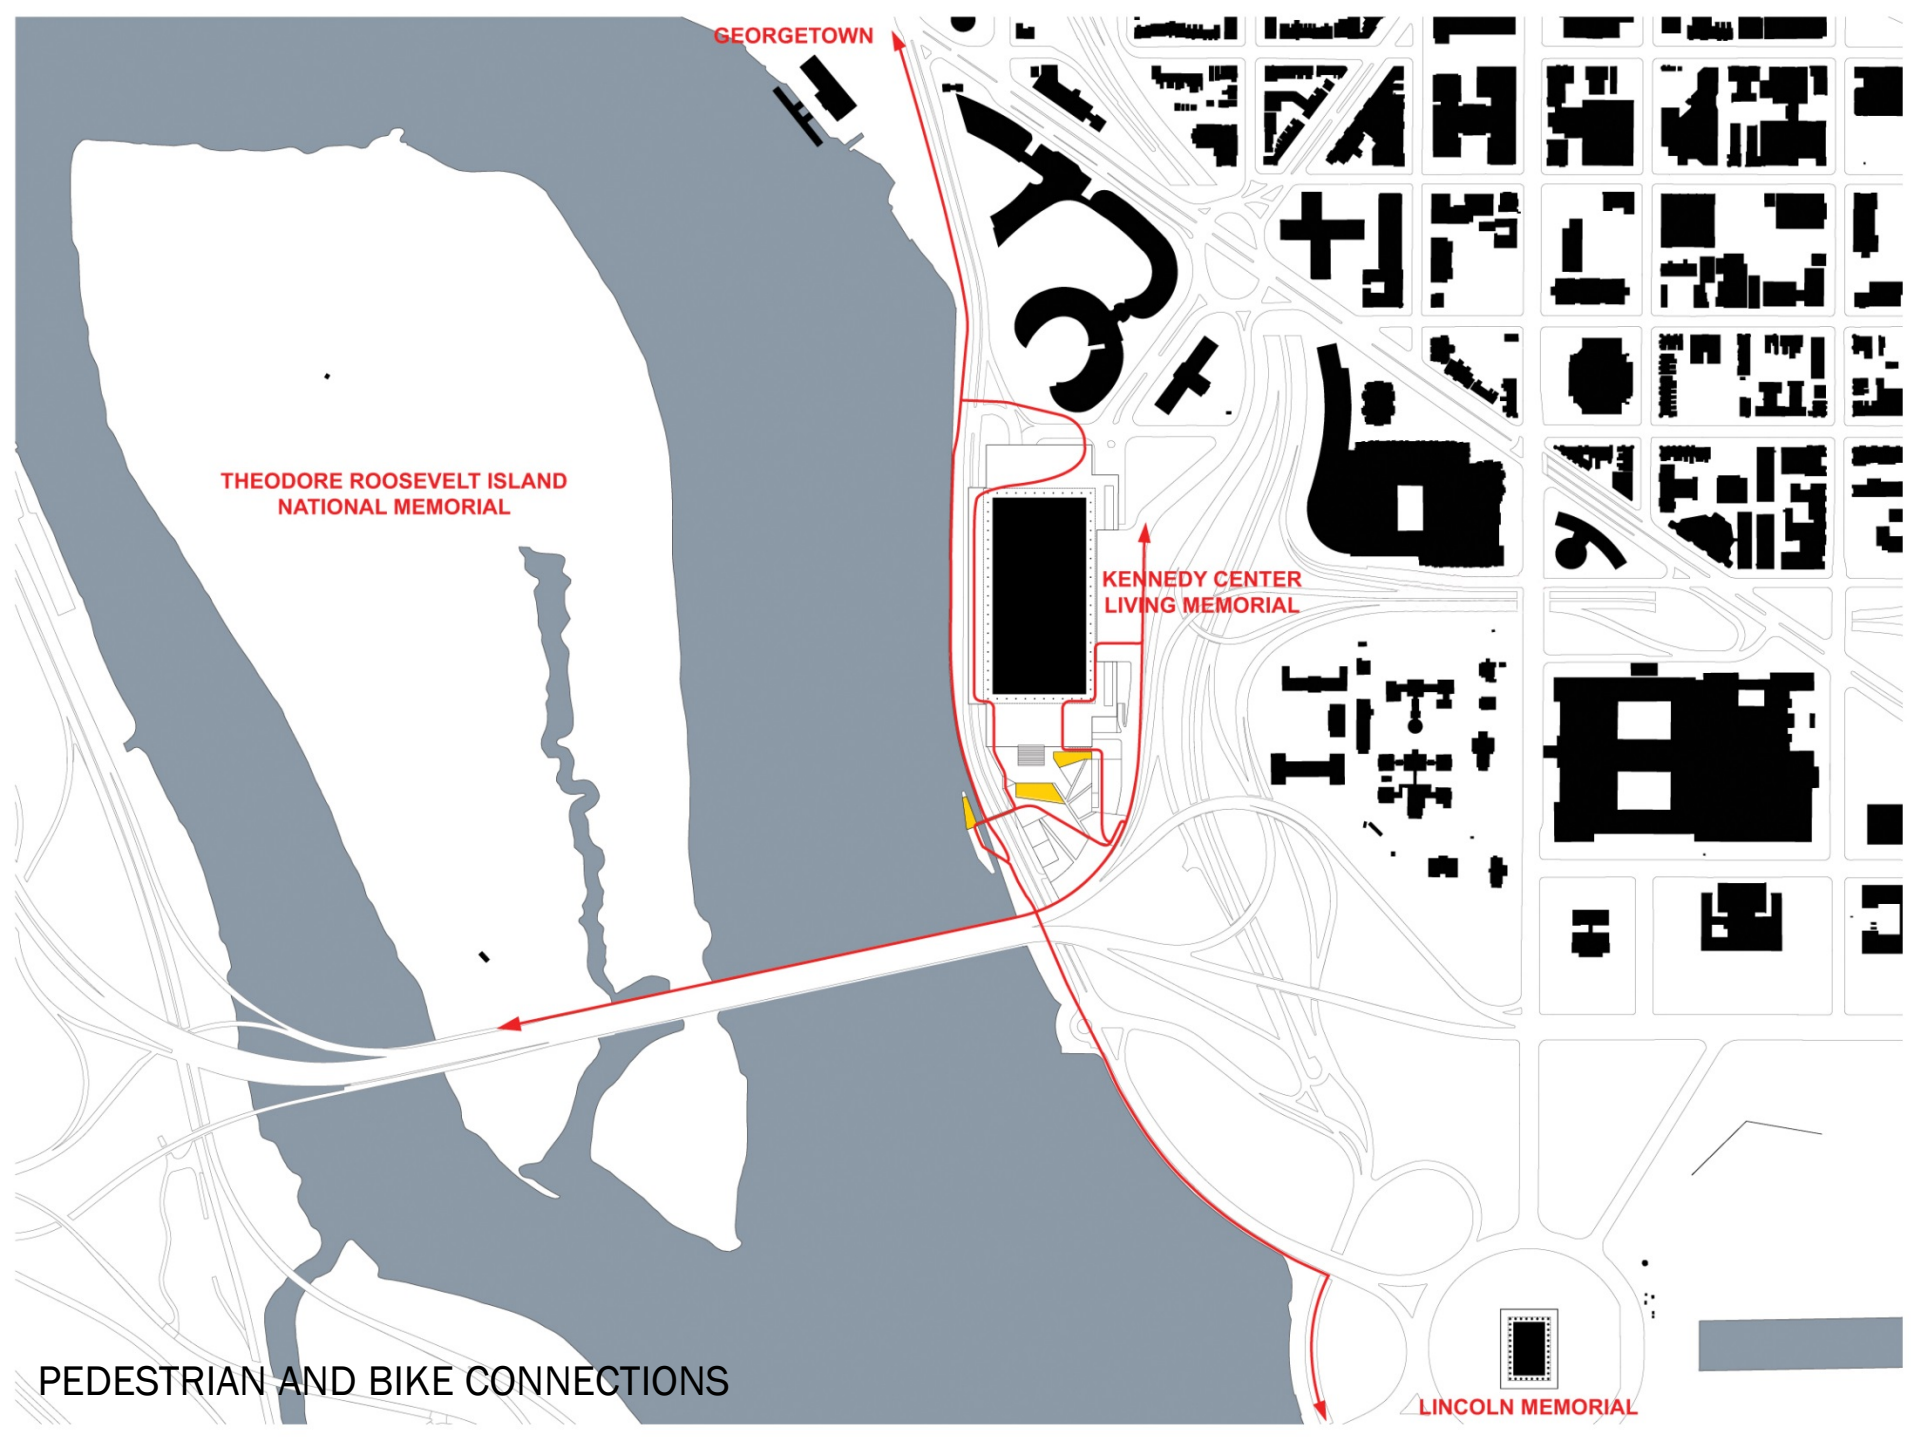 GEORGETOWN
THEODORE ROOSEVELT ISLAND
NATIONAL MEMORIAL
KENNEDY CENTER
LIVING MEMORIAL
PEDESTRIAN AND BIKE CONNECTIONS
LINCOLN MEMORIAL